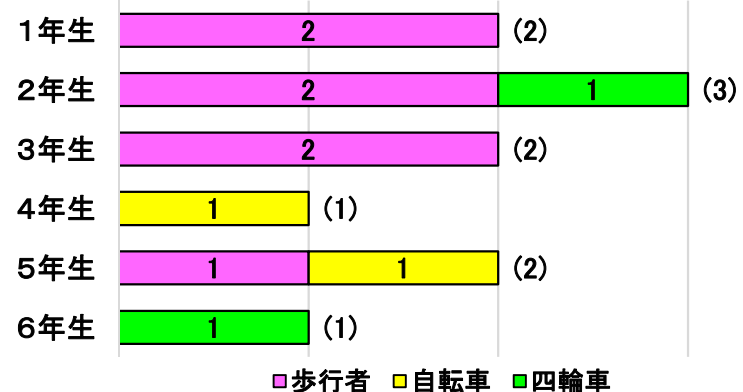 １年生 2 (2)
２年生 2 1 (3)
３年生 2 (2)
４年生 1 (1)
５年生 1 1 (2)
６年生 1 (1)
歩行者 自転車 四輪車